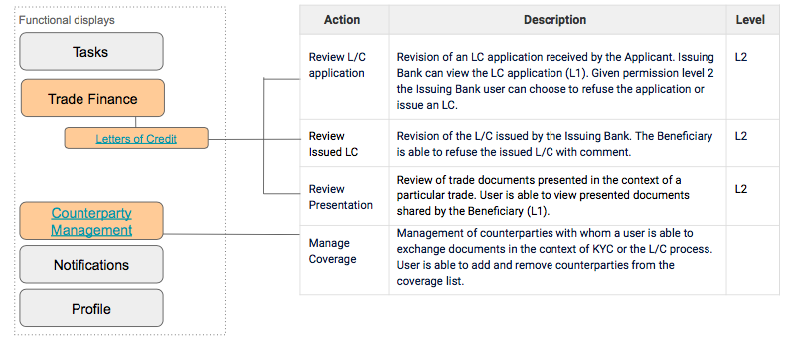 Functional displays
Tasks
Trade Finance
Letters of Credit
Counterparty
Management
Notifications
Profile
Action Description Level
Review L/C
application
Revision of an LC application received by the Applicant. Issuing
Bank can view the LC application (L1). Given permission level 2
the Issuing Bank user can choose to refuse the application or
issue an LC.
L2
Review
Issued LC
Revision of the L/C issued by the Issuing Bank. The Beneficiary
is able to refuse the issued L/C with comment.
L2
Review
Presentation
Review of trade documents presented in the context of a
particular trade. User is able to view presented documents
shared by the Beneficiary (L1).
L2
Manage
Coverage
Management of counterparties with whom a user is able to
exchange documents in the context of KYC or the L/C process.
User is able to add and remove counterparties from the
coverage list.